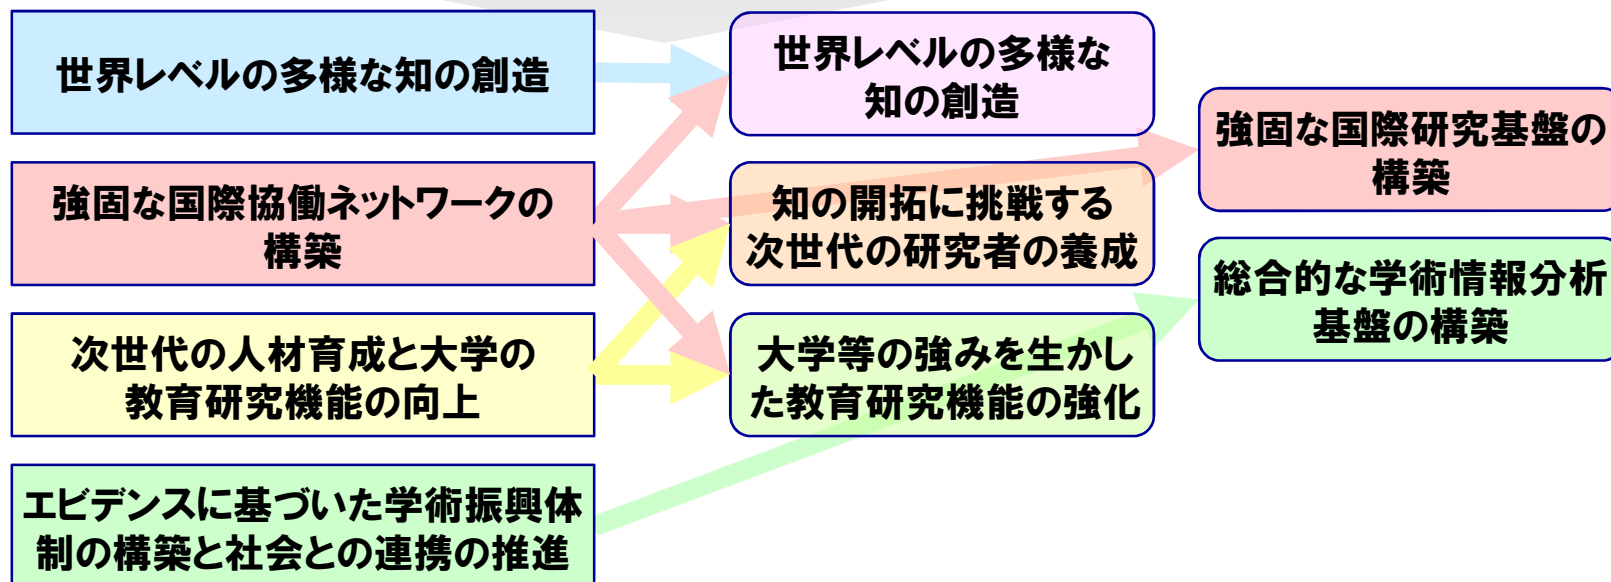 世界レベルの多様な知の創造
強固な国際協働ネットワークの
構築
次世代の人材育成と大学の
教育研究機能の向上
エビデンスに基づいた学術振興体
制の構築と社会との連携の推進
世界レベルの多様な
知の創造
知の開拓に挑戦する
次世代の研究者の養成
大学等の強みを生かし
た教育研究機能の強化
強固な国際研究基盤の
構築
総合的な学術情報分析
基盤の構築